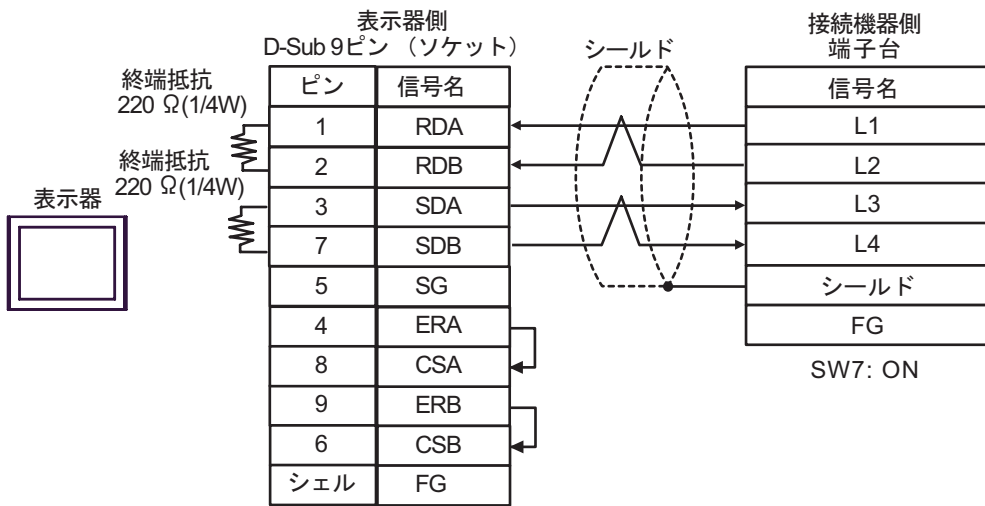 表示器側
D-Sub 9ピン （ソケット）
シールド
接続機器側
端子台
終端抵抗
220 Ω(1/4W)
終端抵抗
220 Ω(1/4W)
表示器
ピン 信号名
1 RDA
2 RDB
3 SDA
7 SDB
5 SG
4 ERA
8 CSA
9 ERB
6 CSB
シェル FG
信号名
L1
L2
L3
L4
シールド
FG
SW7: ON